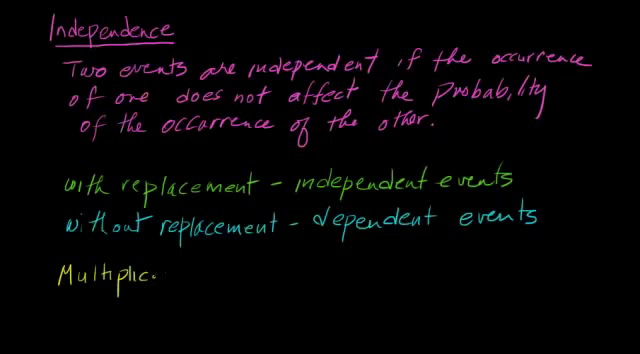 Independence
Two events are independent if the occurrence
of one does not affect the probability
of the occurrence of the other.
with replacement - independent events
without replacement - dependent events
Multiplic